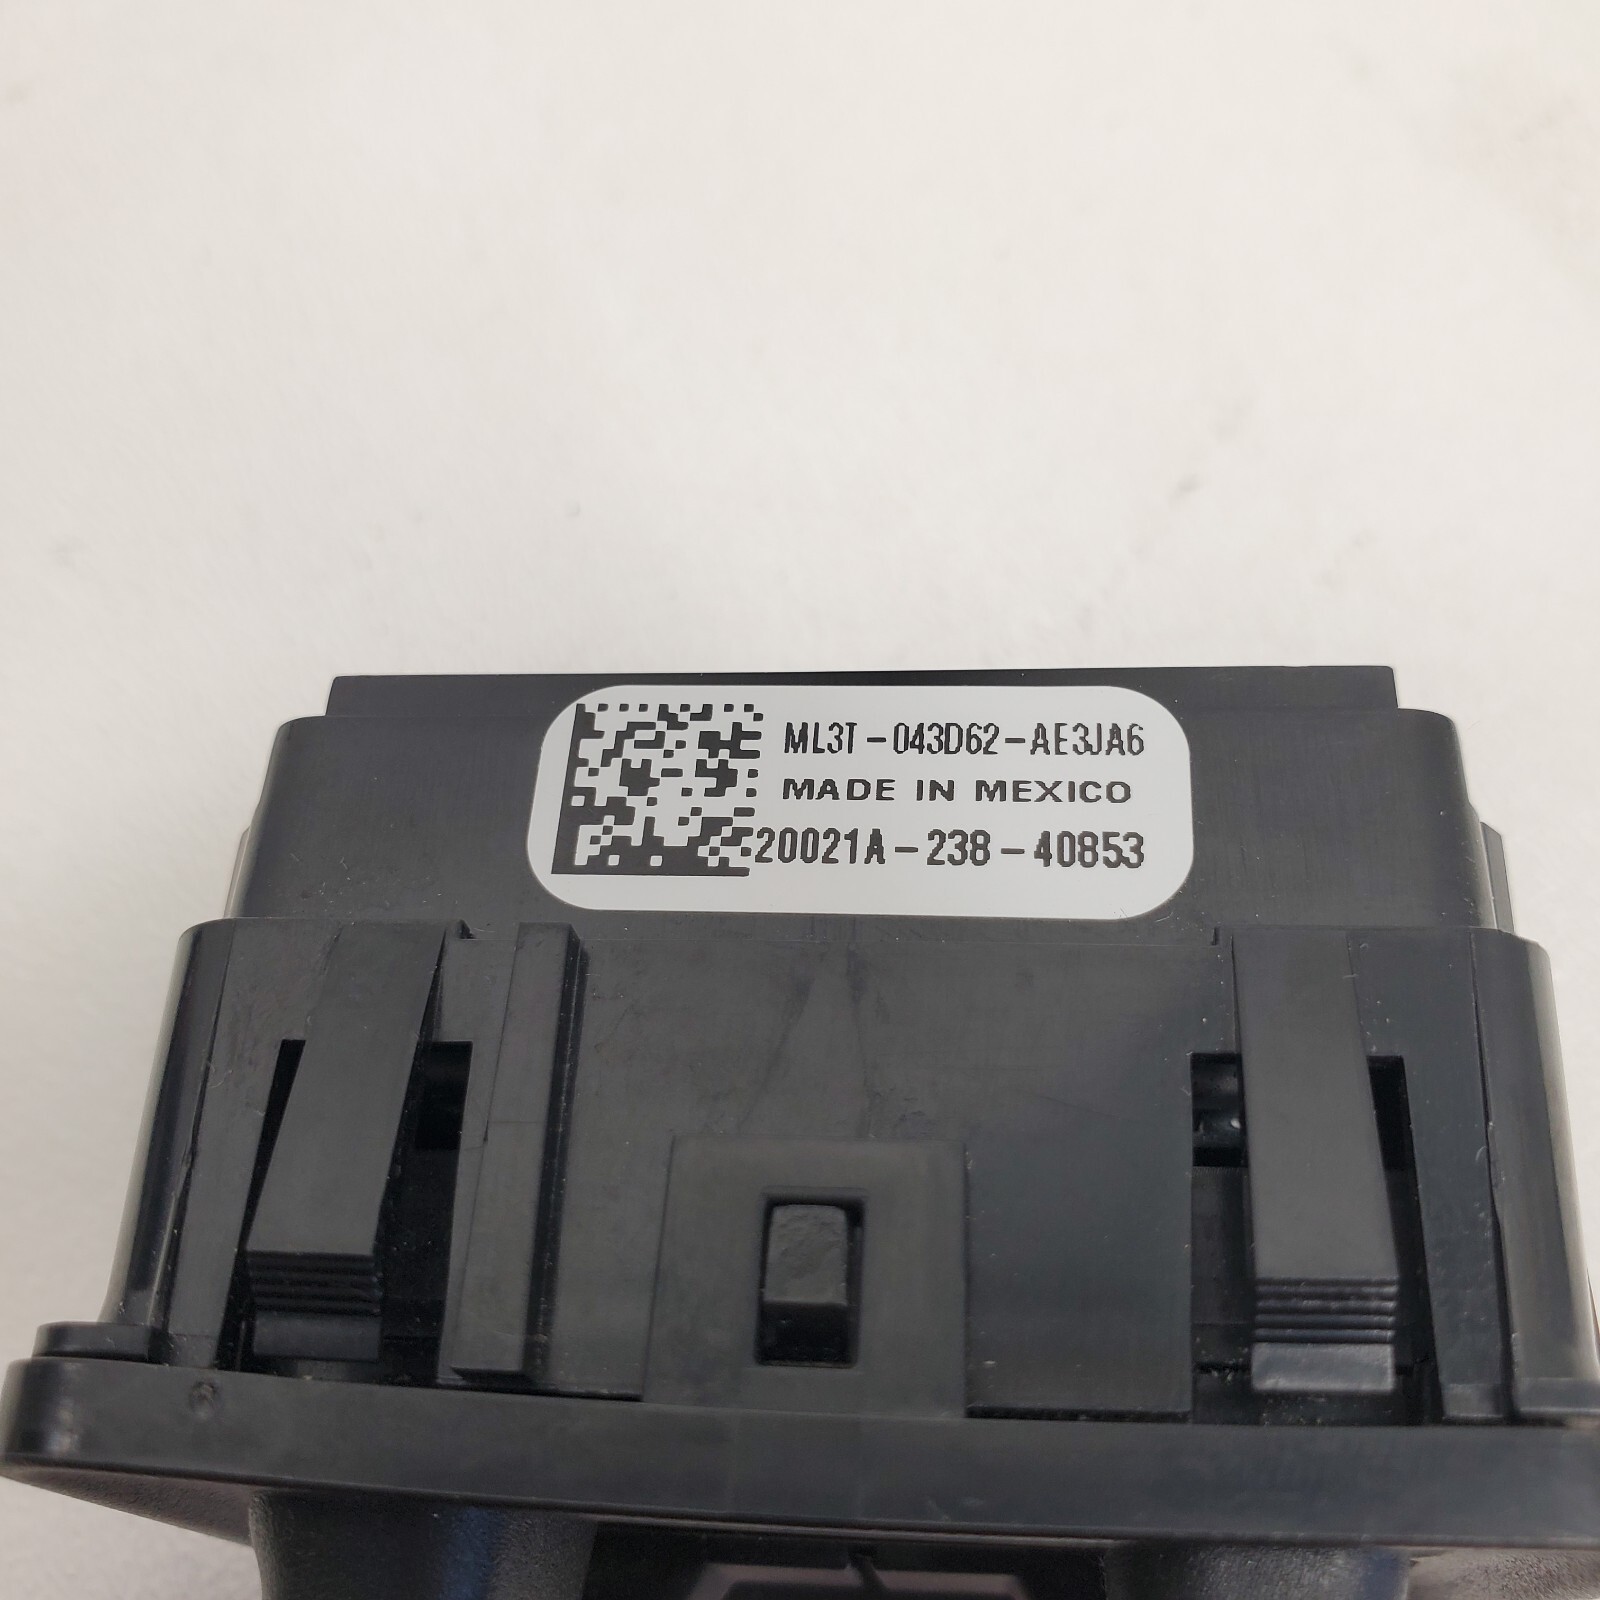 ML3T-043D62-AE3JA6
MADE IN MEXICO
20021A-238-40853